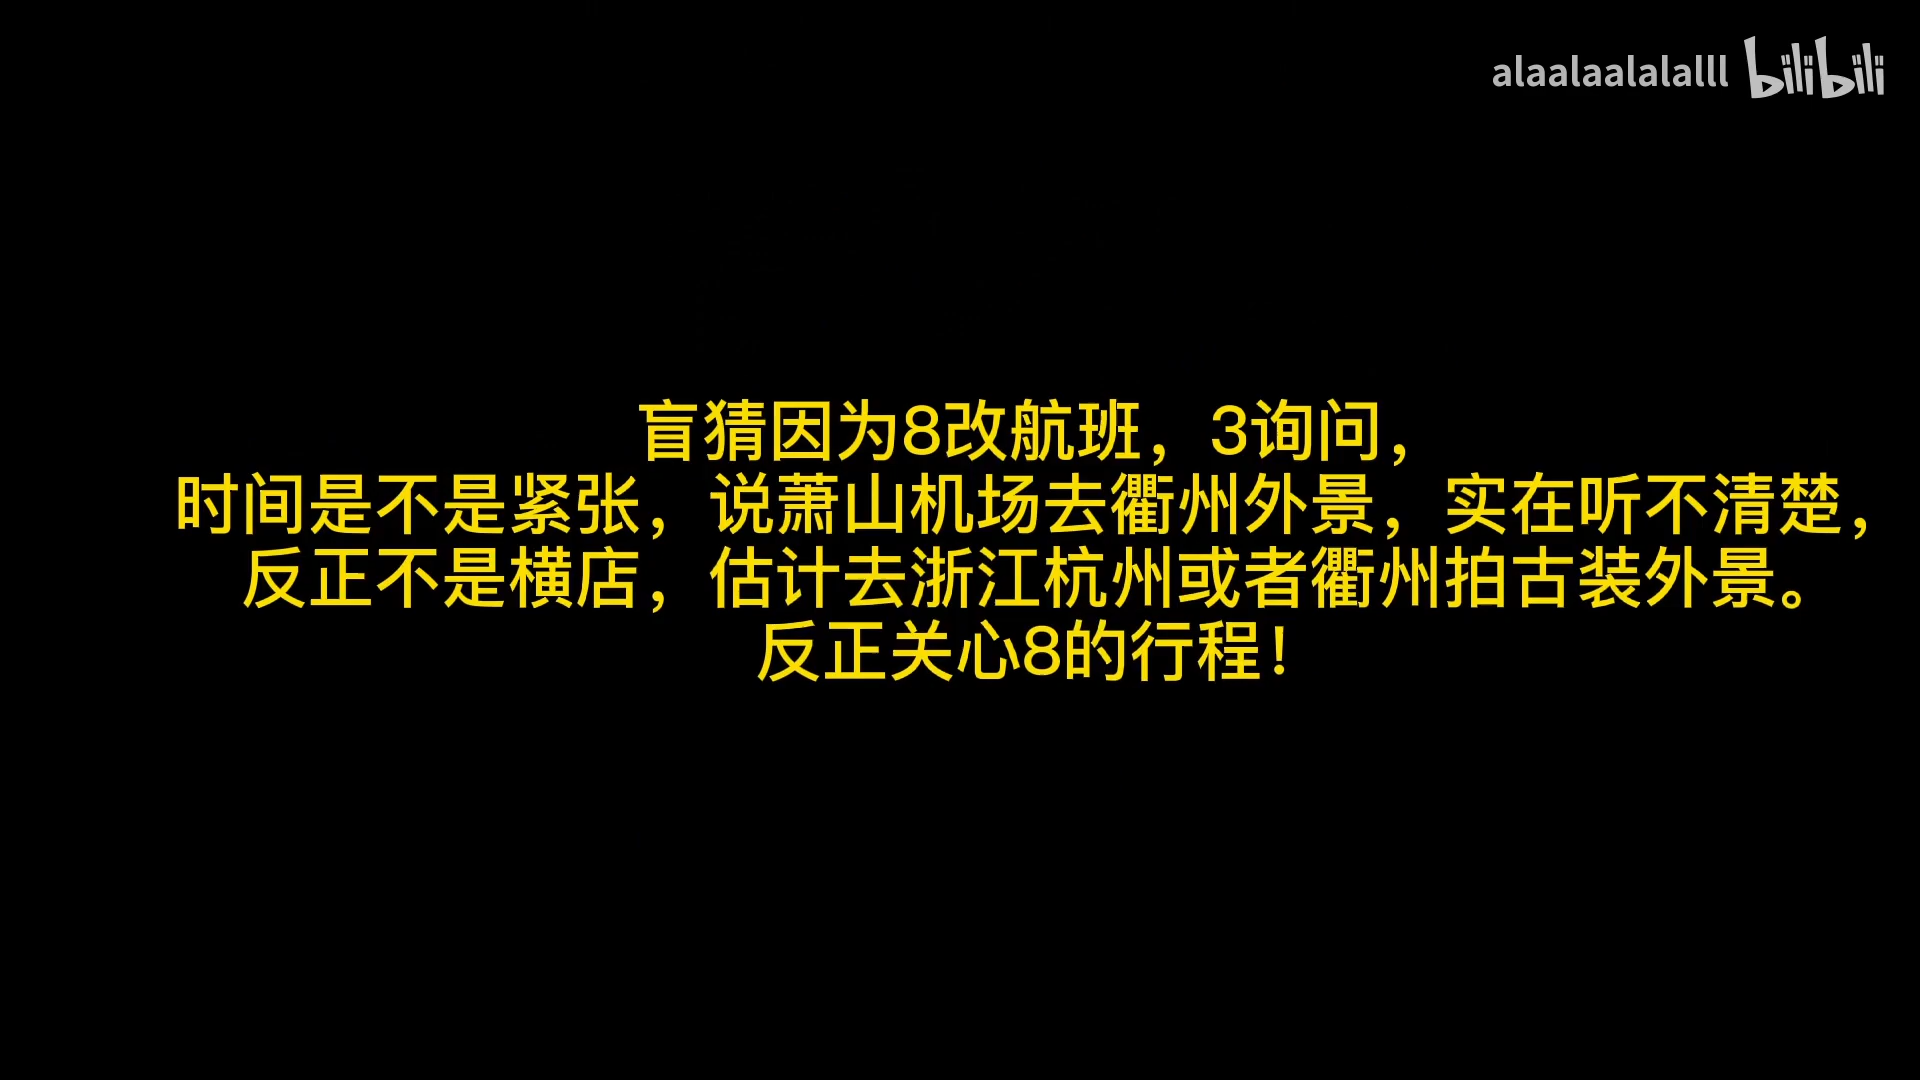 alaalaalalalll bilibili
盲猜因为8改航班，3询问，
时间是不是紧张，说萧山机场去衢州外景，实在听不清楚，
反正不是横店，估计去浙江杭州或者衢州拍古装外景。
反正关心8的行程！